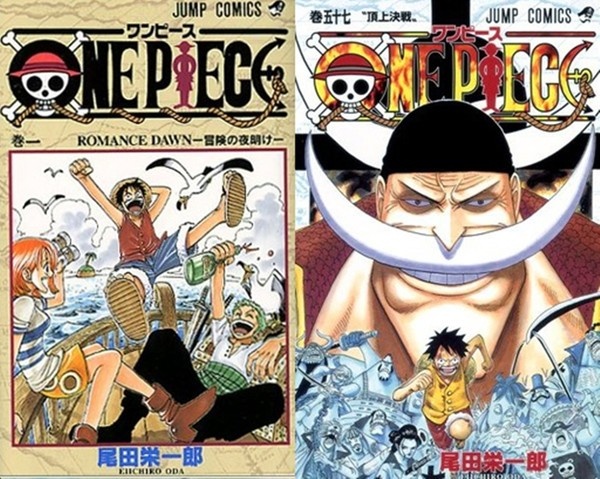 JUMP COMICS
ワンピース
ONE PIECE
巻一
ROMANCE DAWN—冒険の夜明け—
尾田栄一郎
EIICHIRO ODA
巻五十七 〝頂上決戦〟
JUMP COMICS
ワンピース
ONE PIECE
尾田栄一郎
EIICHIRO ODA